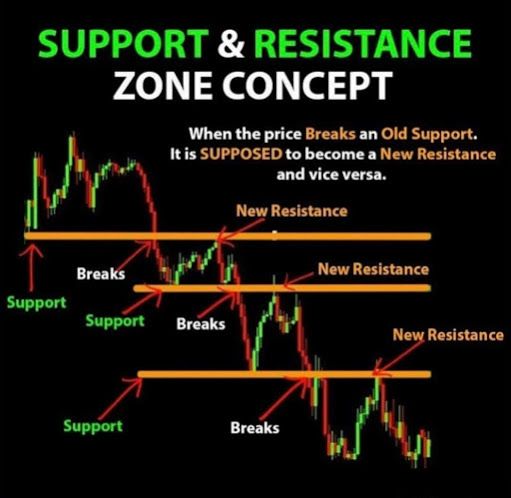 SUPPORT & RESISTANCE
ZONE CONCEPT
When the price Breaks an Old Support.
It is SUPPOSED to become a New Resistance
and vice versa.
New Resistance
Breaks
New Resistance
Support
Support
Breaks
New Resistance
Support
Breaks